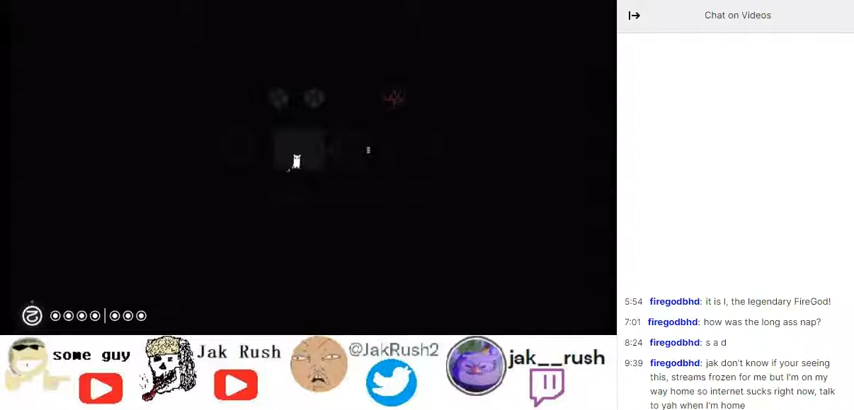 Chat on Videos
5:54 firegodbhd: it is I, the legendary FireGod!
7:01 firegodbhd: how was the long ass nap?
8:24 firegodbhd: s a d
9:39 firegodbhd: jak don't know if your seeing
this, streams frozen for me but I'm on my
way home so internet sucks right now, talk
to yah when I'm home
some guy
Jak Rush
@JakRush2
jak__rush